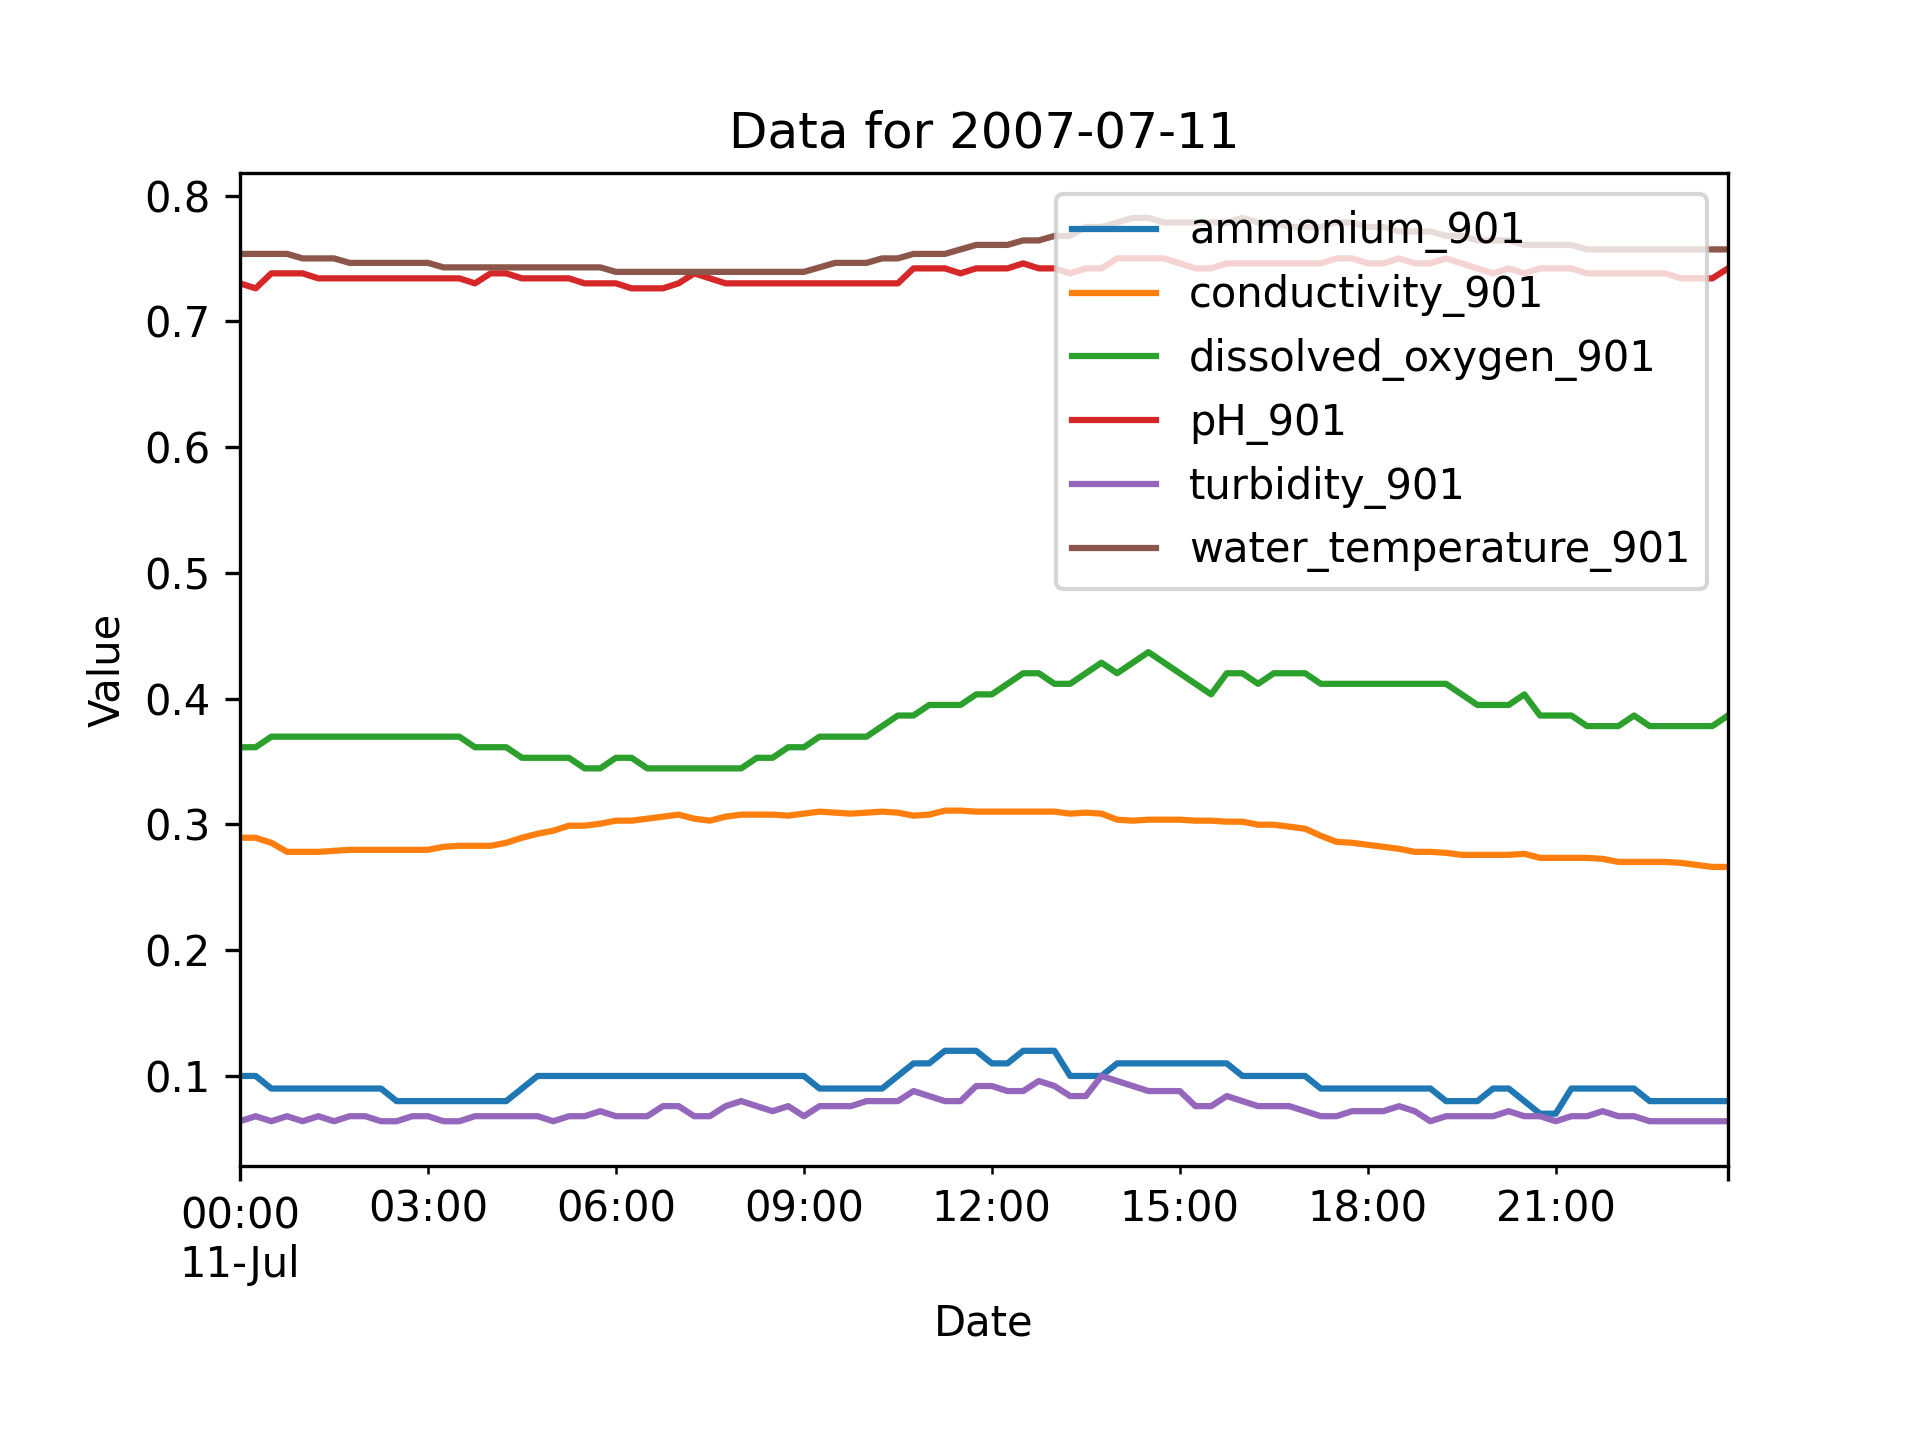 Data for 2007-07-11
0.8
0.7
0.6
0.5
0.4
0.3
0.2
0.1
Value
ammonium_901
conductivity_901
dissolved_oxygen_901
pH_901
turbidity_901
water_temperature_901
00:00 03:00 06:00 09:00 12:00 15:00 18:00 21:00
11-Jul
Date